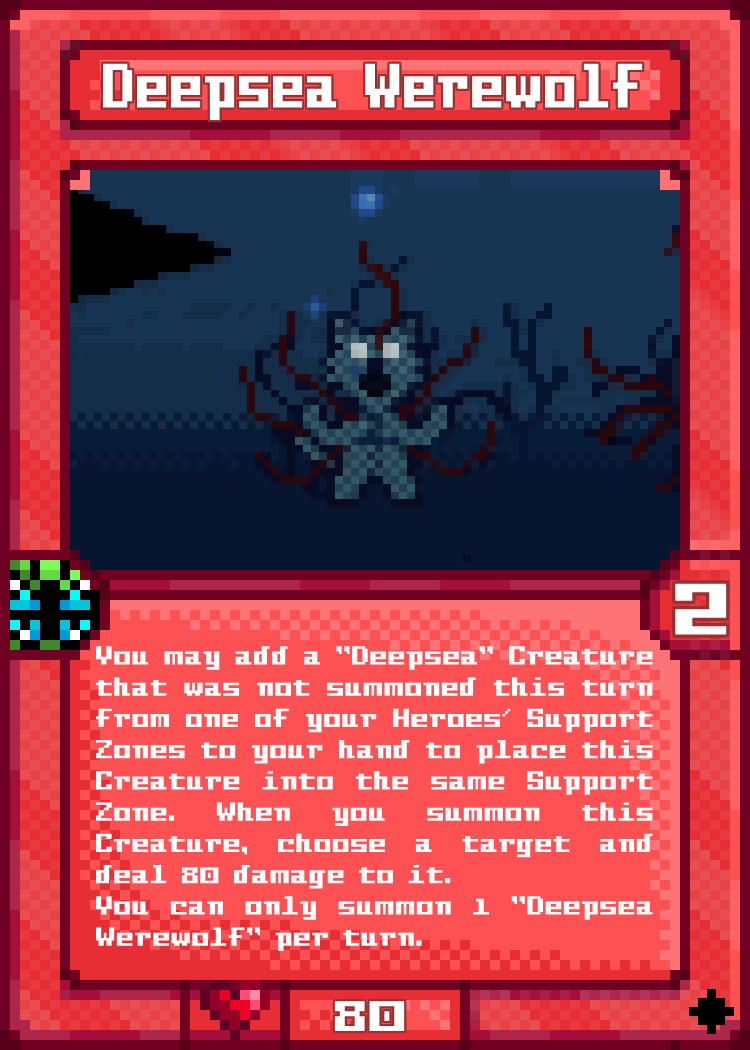 Deepsea Werewolf
2
You may add a "Deepsea" Creature
that was not summoned this turn
from one of your Heroes' Support
Zones to your hand to place this
Creature into the same Support
Zone. When you summon this
Creature, choose a target and
deal 80 damage to it.
You can only summon 1 "Deepsea
Werewolf" per turn.
80